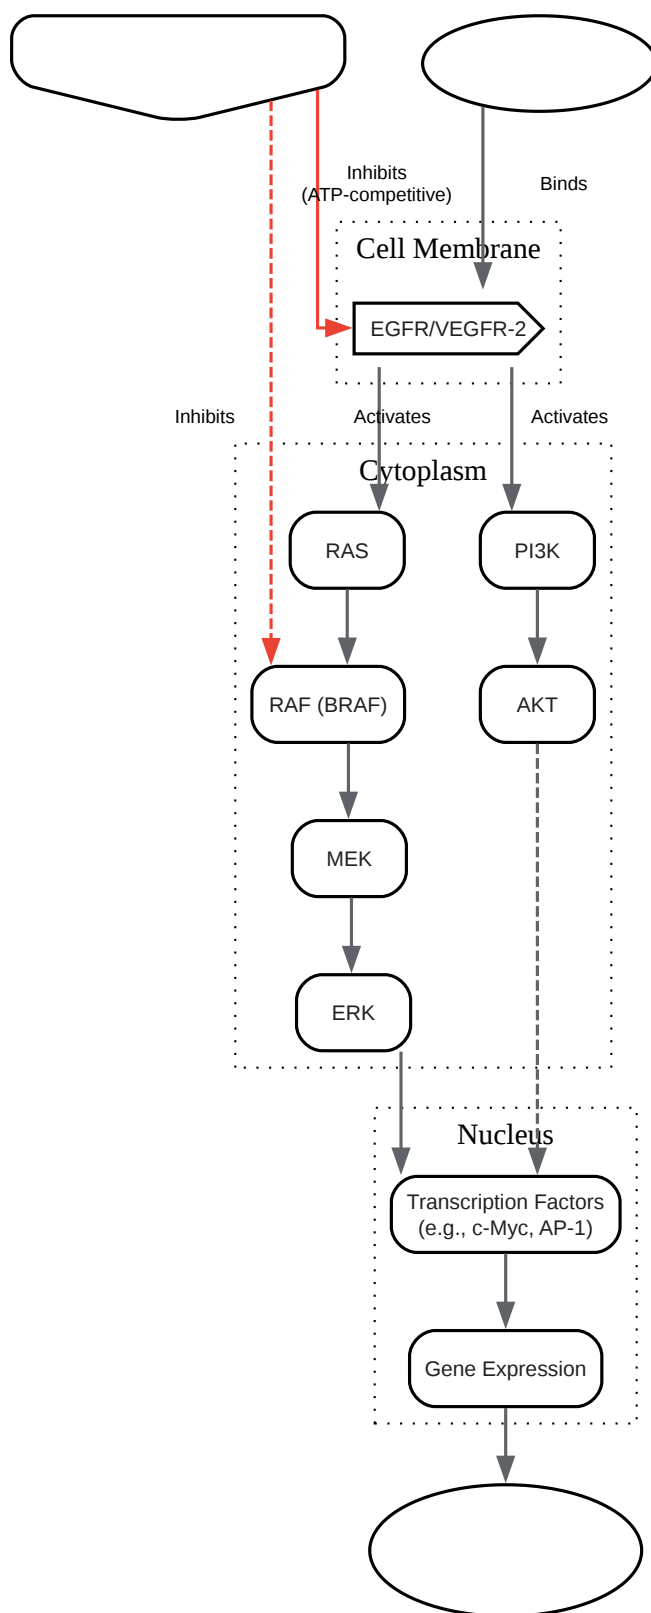 Inhibits
(ATP-competitive)
Binds
Cell Membrane
EGFR/VEGFR-2
Inhibits
Activates
Activates
Cytoplasm
RAS
PI3K
RAF (BRAF)
AKT
MEK
ERK
Nucleus
Transcription Factors
(e.g., c-Myc, AP-1)
Gene Expression